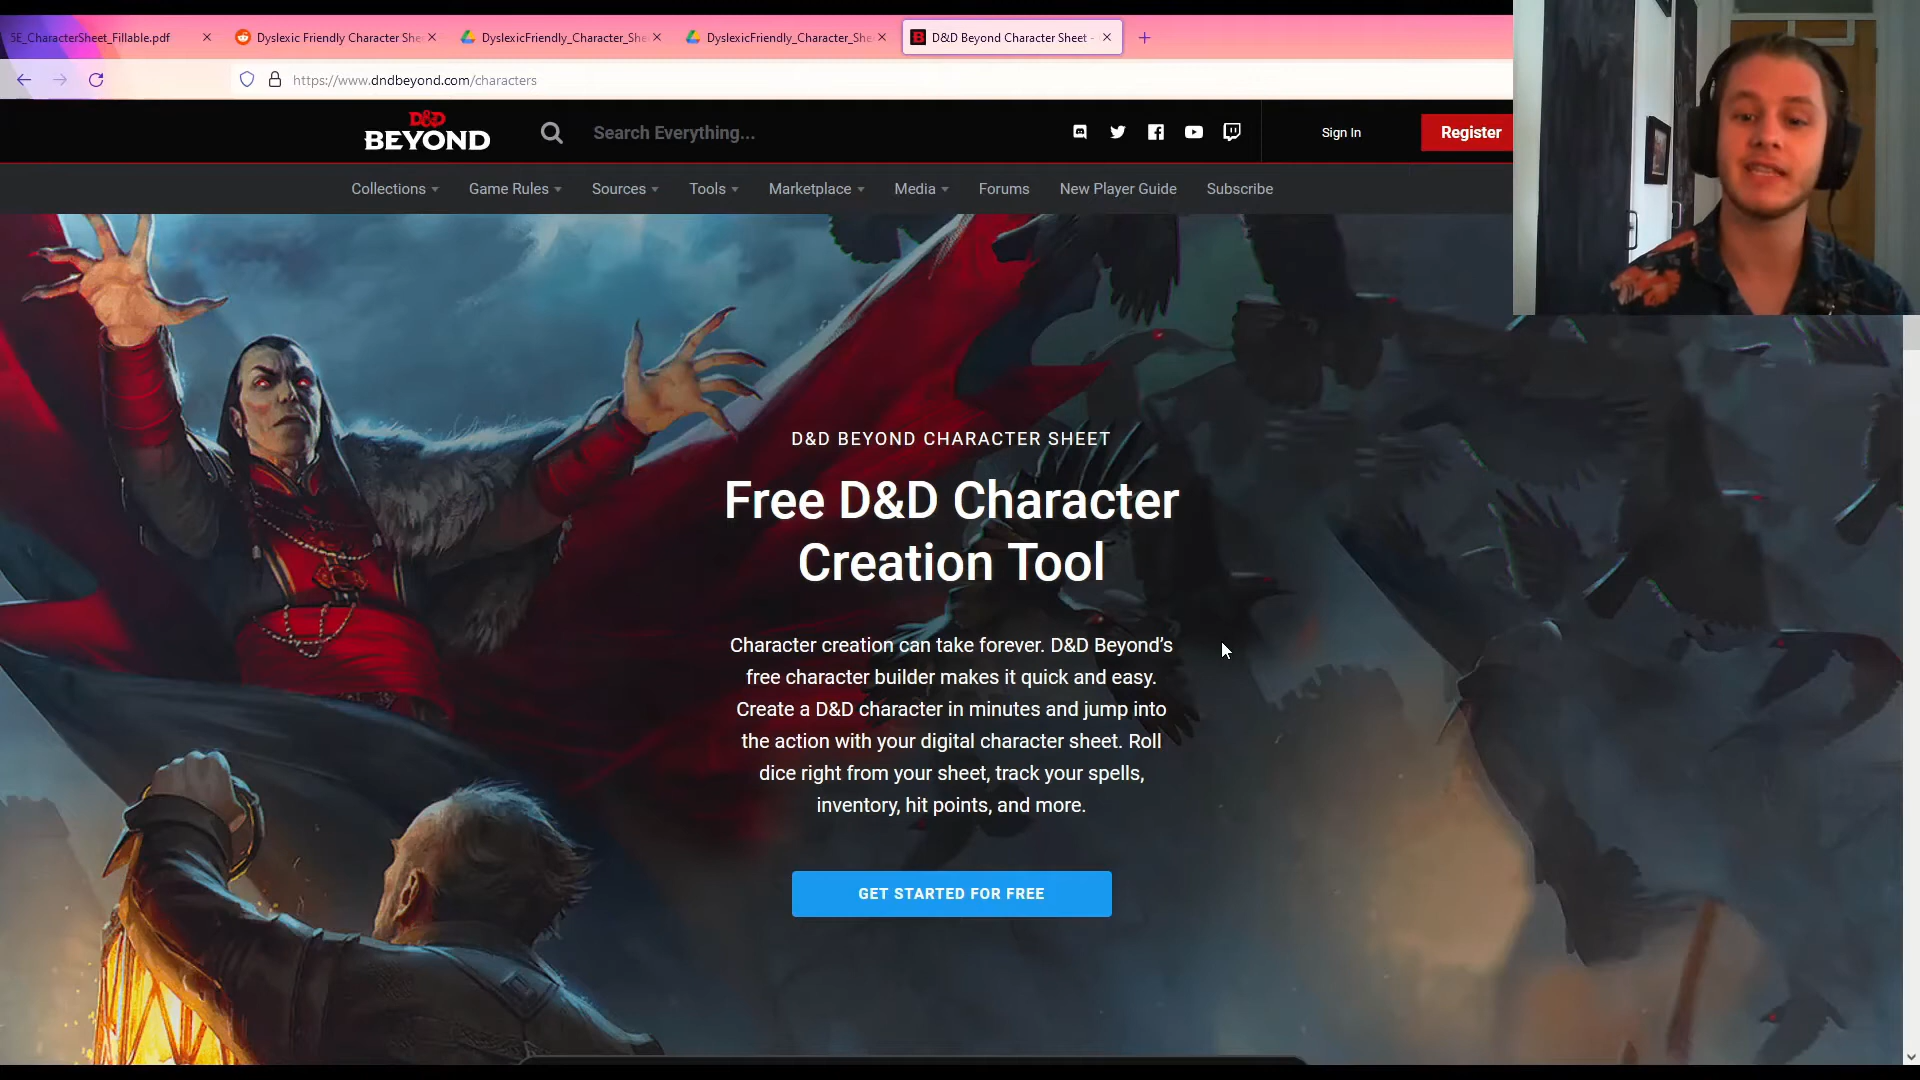 5E_CharacterSheet_Fillable.pdf
Dyslexic Friendly Character She
DyslexicFriendly_Character_She
DyslexicFriendly_Character_She
D&D Beyond Character Sheet -
https://www.dndbeyond.com/characters
D&D
BEYOND
Search Everything...
Sign In
Register
Collections
Game Rules
Sources
Tools
Marketplace
Media
Forums
New Player Guide
Subscribe
D&D BEYOND CHARACTER SHEET
Free D&D Character
Creation Tool
Character creation can take forever. D&D Beyond’s
free character builder makes it quick and easy.
Create a D&D character in minutes and jump into
the action with your digital character sheet. Roll
dice right from your sheet, track your spells,
inventory, hit points, and more.
GET STARTED FOR FREE